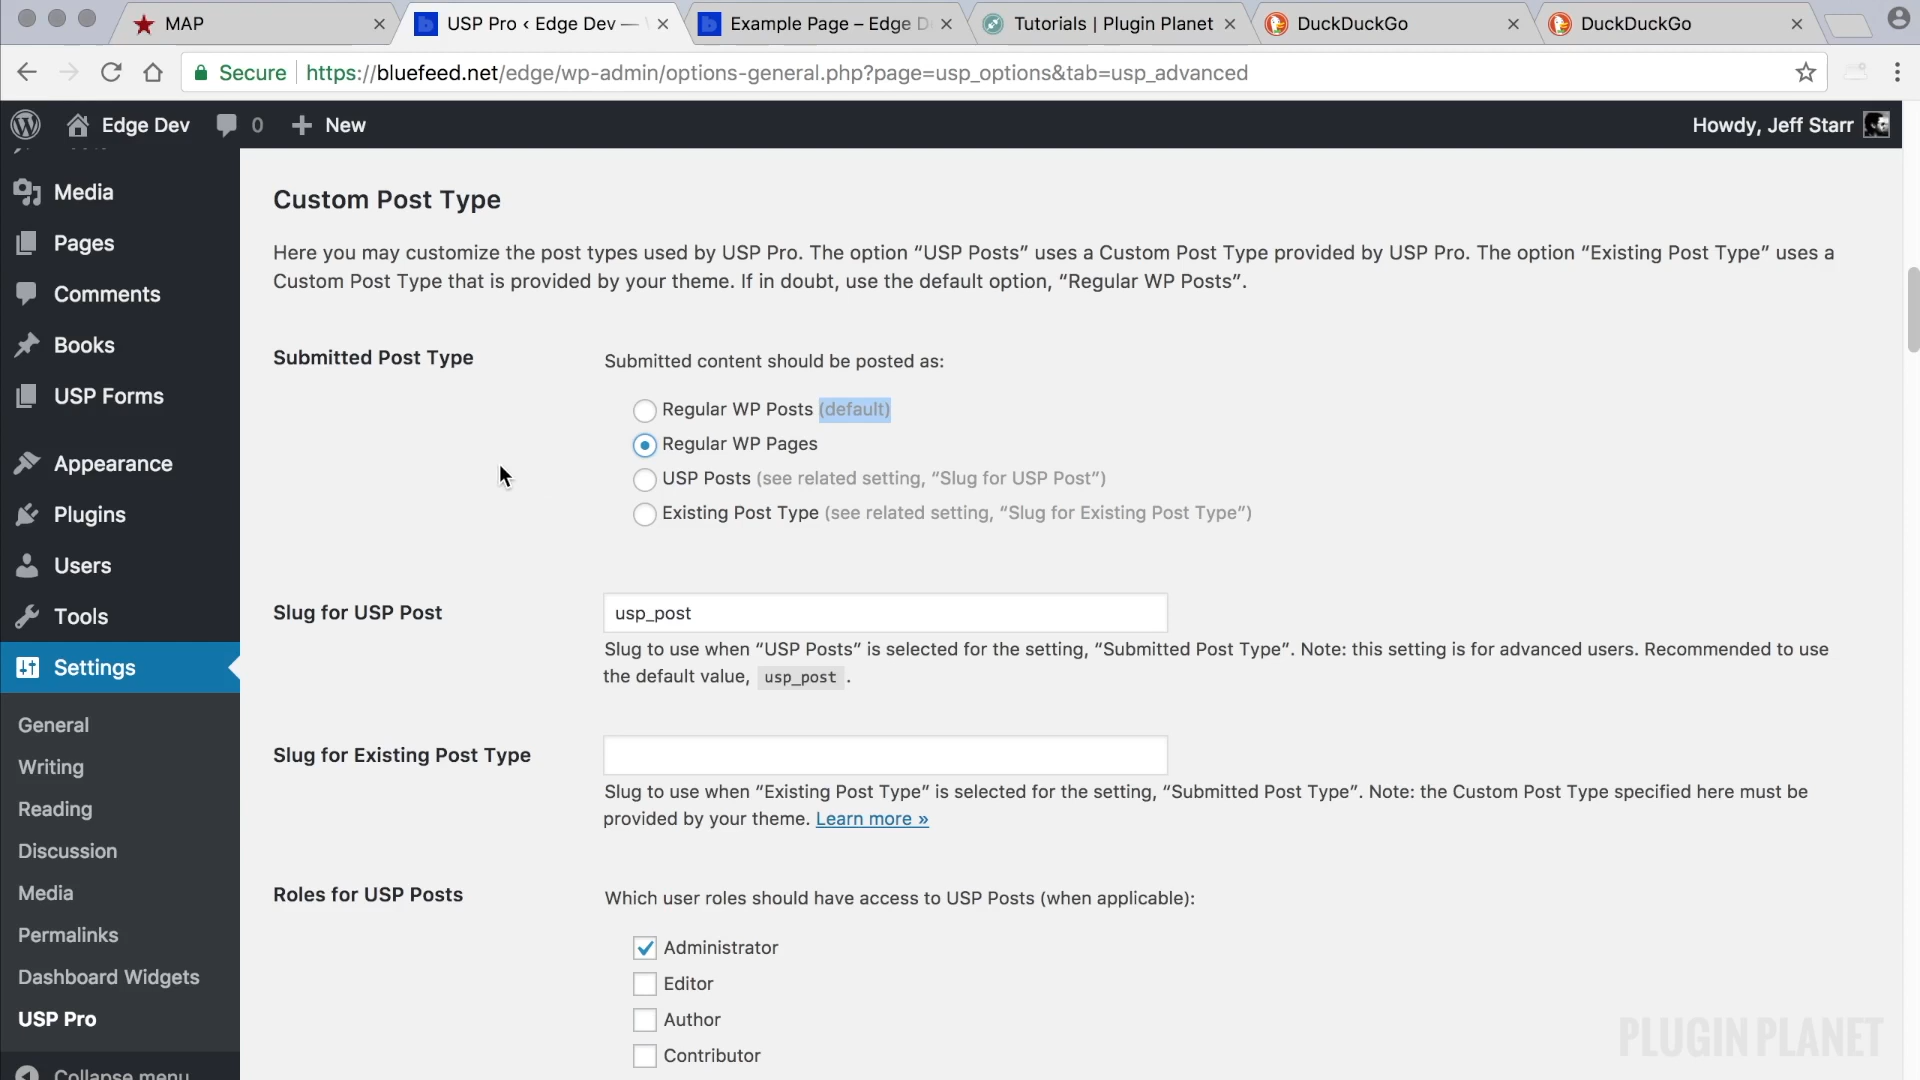 MAP
USP Pro ‹ Edge Dev —
Example Page – Edge D
Tutorials | Plugin Planet
DuckDuckGo
DuckDuckGo
Secure
https://bluefeed.net/edge/wp-admin/options-general.php?page=usp_options&tab=usp_advanced
Edge Dev
0
New
Howdy, Jeff Starr
Media
Pages
Comments
Books
USP Forms
Appearance
Plugins
Users
Tools
Settings
General
Writing
Reading
Discussion
Media
Permalinks
Dashboard Widgets
USP Pro
Collapse menu
Custom Post Type
Here you may customize the post types used by USP Pro. The option “USP Posts” uses a Custom Post Type provided by USP Pro. The option “Existing Post Type” uses a
Custom Post Type that is provided by your theme. If in doubt, use the default option, “Regular WP Posts”.
Submitted Post Type
Submitted content should be posted as:
Regular WP Posts (default)
Regular WP Pages
USP Posts (see related setting, “Slug for USP Post”)
Existing Post Type (see related setting, “Slug for Existing Post Type”)
Slug for USP Post
usp_post
Slug to use when “USP Posts” is selected for the setting, “Submitted Post Type”. Note: this setting is for advanced users. Recommended to use
the default value, usp_post .
Slug for Existing Post Type
Slug to use when “Existing Post Type” is selected for the setting, “Submitted Post Type”. Note: the Custom Post Type specified here must be
provided by your theme. Learn more »
Roles for USP Posts
Which user roles should have access to USP Posts (when applicable):
Administrator
Editor
Author
Contributor
PLUGIN PLANET